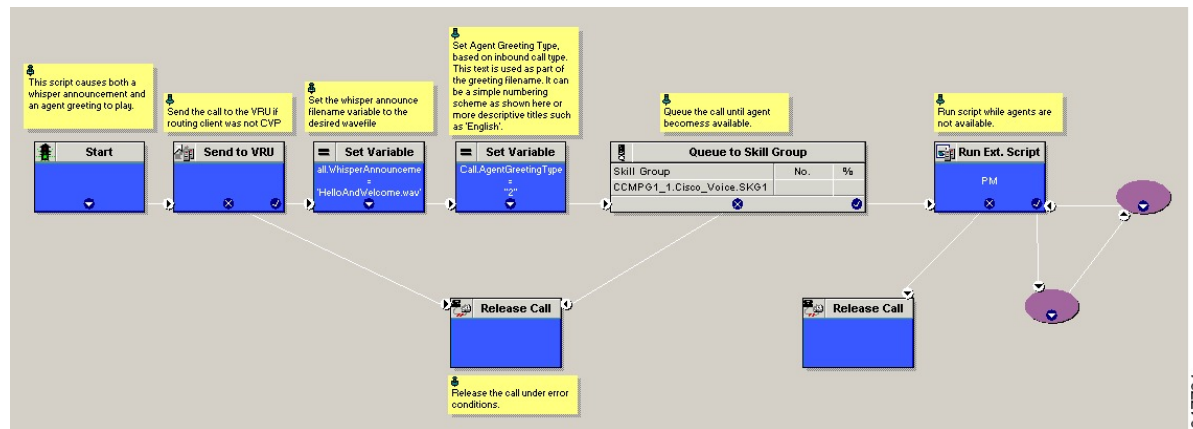 This script causes both a
whisper announcement and
an agent greeting to play.
Send the call to the VRU if
routing client was not CVP
Set the whisper announce
filename variable to the
desired wavefile
Set Agent Greeting Type,
based on inbound call type.
This text is used as part of
the greeting filename. It can
be a simple numbering
scheme as shown here or
more descriptive titles such
as 'English'.
Queue the call until agent
becomess available.
Run script while agents are
not available.
Start
Send to VRU
Set Variable
all.WhisperAnnounceme
=
'HelloAndWelcome.wav'
Set Variable
Call.AgentGreetingType
=
"2"
Queue to Skill Group
Skill Group No. %
CCMPG1_1.Cisco_Voice.SKG1
Run Ext. Script
PM
Release Call
Release Call
Release the call under error
conditions.